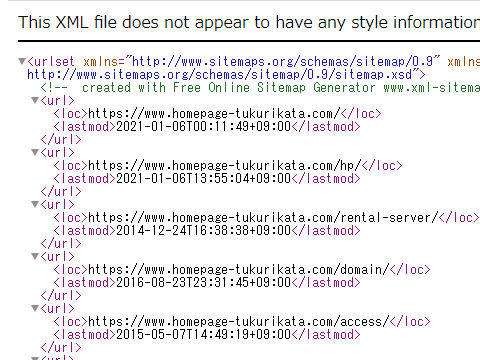 This XML file does not appear to have any style information
▼<urlset xmlns="http://www.sitemaps.org/schemas/sitemap/0.9" xmlns
http://www.sitemaps.org/schemas/sitemap/0.9/sitemap.xsd">
<!-- created with Free Online Sitemap Generator www.xml-sitema
▼<url>
<loc>https://www.homepage-tukurikata.com/</loc>
<lastmod>2021-01-06T00:11:49+09:00</lastmod>
</url>
▼<url>
<loc>https://www.homepage-tukurikata.com/hp/</loc>
<lastmod>2021-01-06T13:55:04+09:00</lastmod>
</url>
▼<url>
<loc>https://www.homepage-tukurikata.com/rental-server/</loc>
<lastmod>2014-12-24T16:38:38+09:00</lastmod>
</url>
▼<url>
<loc>https://www.homepage-tukurikata.com/domain/</loc>
<lastmod>2016-08-23T23:31:45+09:00</lastmod>
</url>
▼<url>
<loc>https://www.homepage-tukurikata.com/access/</loc>
<lastmod>2015-05-07T14:49:19+09:00</lastmod>
</url>